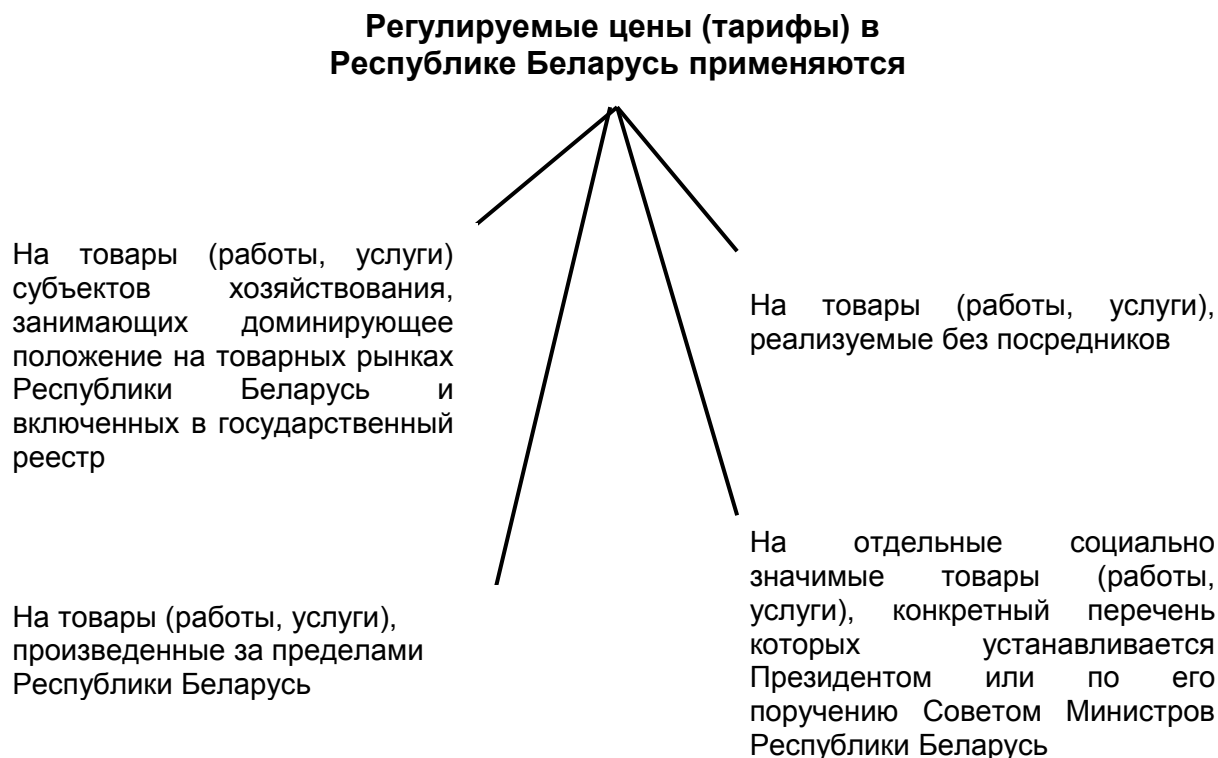 Регулируемые цены (тарифы) в
Республике Беларусь применяются
На товары (работы, услуги)
субъектов хозяйствования,
занимающих доминирующее
положение на товарных рынках
Республики Беларусь и
включенных в государственный
реестр
На товары (работы, услуги),
реализуемые без посредников
На товары (работы, услуги),
произведенные за пределами
Республики Беларусь
На отдельные социально
значимые товары (работы,
услуги), конкретный перечень
которых устанавливается
Президентом или по его
поручению Советом Министров
Республики Беларусь